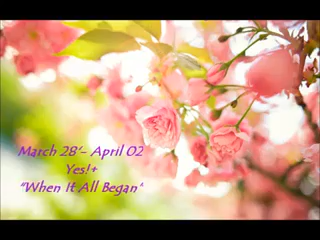 March 28'- April 02
Yes!+
"When It All Began"